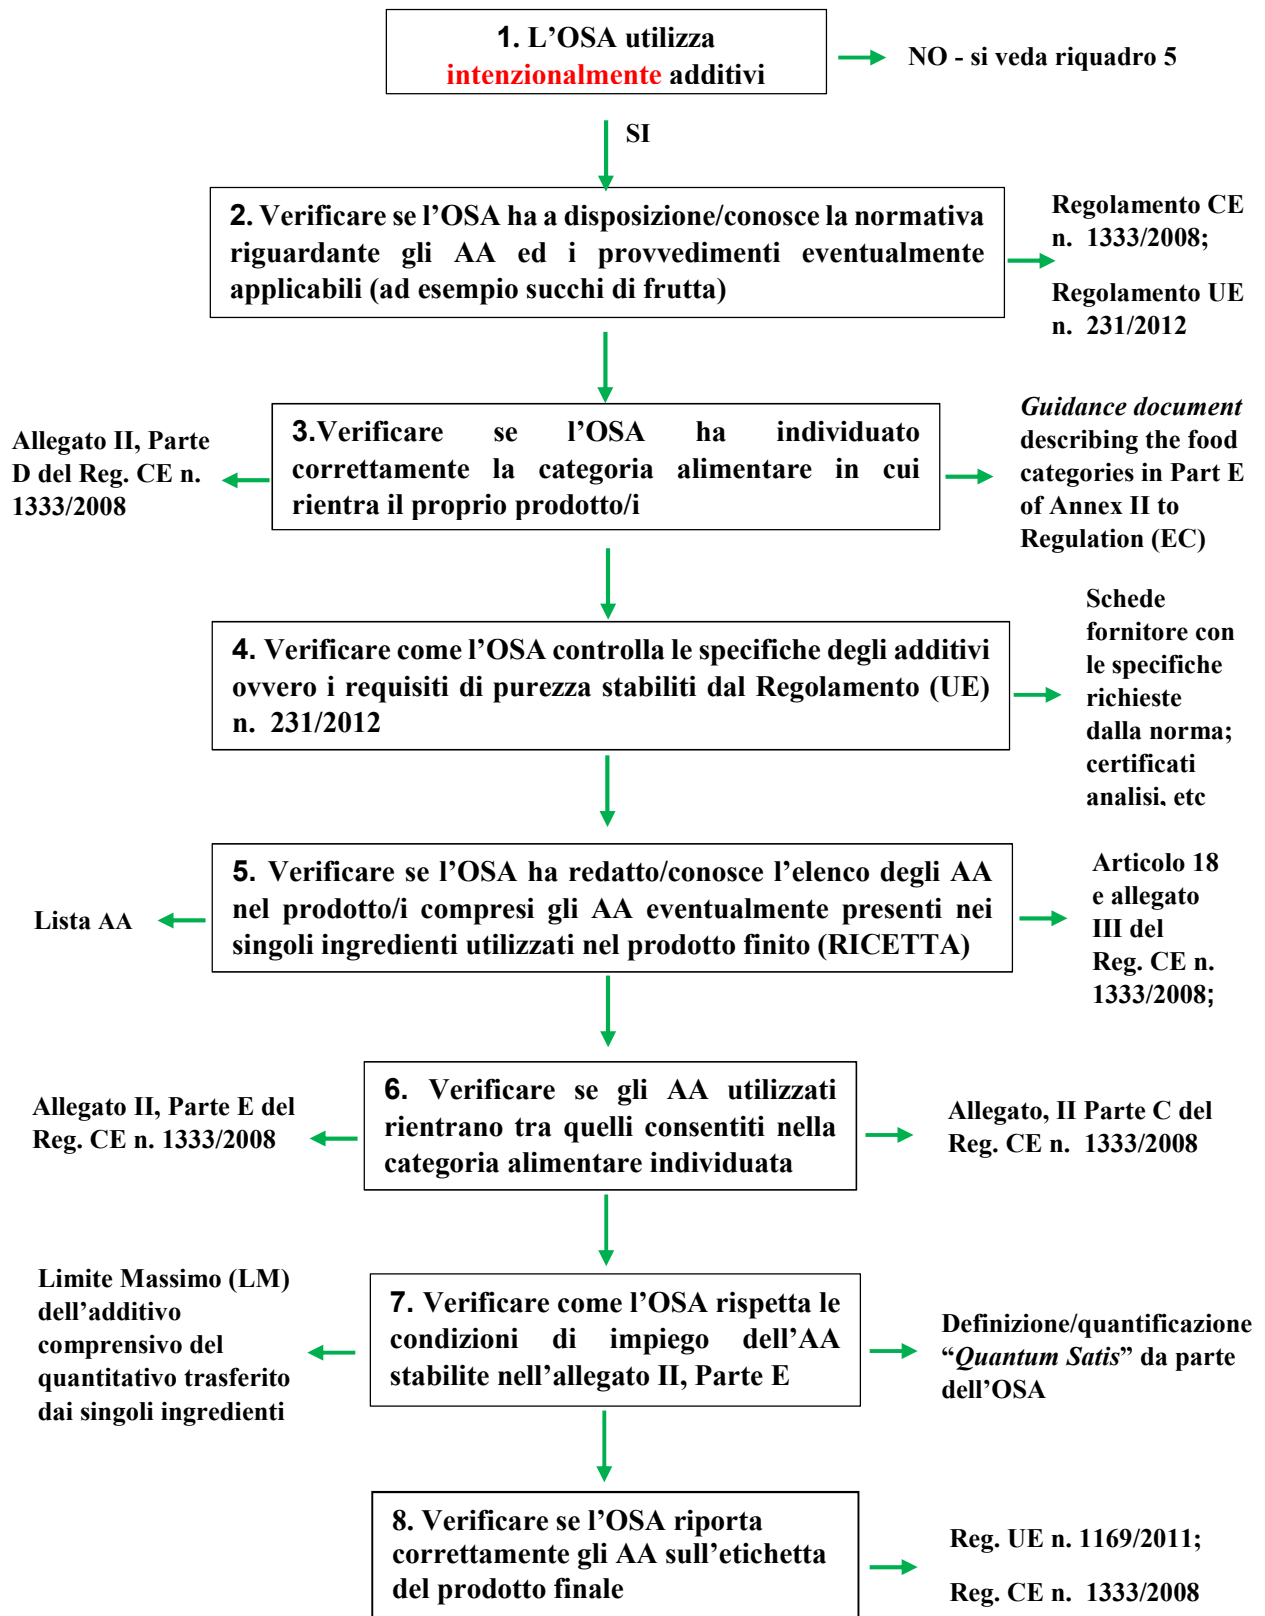 1. L’OSA utilizza
intenzionalmente additivi
NO - si veda riquadro 5
SI
2. Verificare se l’OSA ha a disposizione/conosce la normativa
riguardante gli AA ed i provvedimenti eventualmente
applicabili (ad esempio succhi di frutta)
Regolamento CE
n. 1333/2008;
Regolamento UE
n. 231/2012
Allegato II, Parte
D del Reg. CE n.
1333/2008
3.Verificare se l’OSA ha individuato
correttamente la categoria alimentare in cui
rientra il proprio prodotto/i
Guidance document
describing the food
categories in Part E
of Annex II to
Regulation (EC)
4. Verificare come l’OSA controlla le specifiche degli additivi
ovvero i requisiti di purezza stabiliti dal Regolamento (UE)
n. 231/2012
Schede
fornitore con
le specifiche
richieste
dalla norma;
certificati
analisi, etc
Lista AA
5. Verificare se l’OSA ha redatto/conosce l’elenco degli AA
nel prodotto/i compresi gli AA eventualmente presenti nei
singoli ingredienti utilizzati nel prodotto finito (RICETTA)
Articolo 18
e allegato
III del
Reg. CE n.
1333/2008;
Allegato II, Parte E del
Reg. CE n. 1333/2008
6. Verificare se gli AA utilizzati
rientrano tra quelli consentiti nella
categoria alimentare individuata
Allegato, II Parte C del
Reg. CE n. 1333/2008
Limite Massimo (LM)
dell’additivo
comprensivo del
quantitativo trasferito
dai singoli ingredienti
7. Verificare come l’OSA rispetta le
condizioni di impiego dell’AA
stabilite nell’allegato II, Parte E
Definizione/quantificazione
“Quantum Satis” da parte
dell’OSA
8. Verificare se l’OSA riporta
correttamente gli AA sull’etichetta
del prodotto finale
Reg. UE n. 1169/2011;
Reg. CE n. 1333/2008